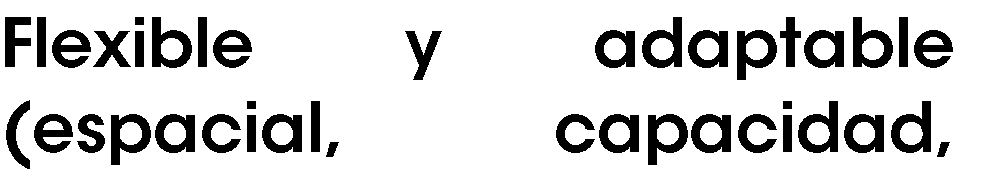 Flexible y adaptable
(espacial, capacidad,